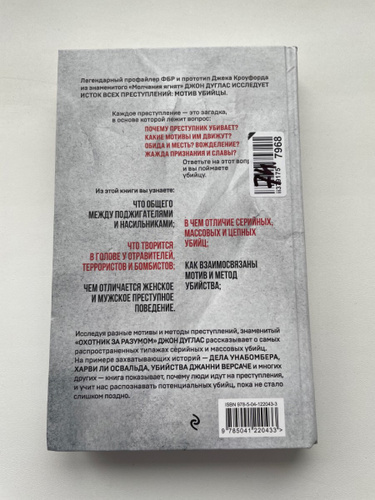 Легендарный профайлер ФБР и прототип Джека Кроуфорда
из знаменитого «Молчания ягнят» ДЖОН ДУГЛАС ИССЛЕДУЕТ
ИСТОК ВСЕХ ПРЕСТУПЛЕНИЙ: МОТИВ УБИЙЦЫ.
Каждое преступление — это загадка,
в основе которой лежит вопрос:
ПОЧЕМУ ПРЕСТУПНИК УБИВАЕТ?
КАКИЕ МОТИВЫ ИМ ДВИЖУТ?
ОБИДА И МЕСТЬ? ВОЖДЕЛЕНИЕ?
ЖАЖДА ПРИЗНАНИЯ И СЛАВЫ?
Ответьте на этот вопр
и вы поймаете
убийцу.
7968
Из этой книги вы узнаете:
ЧТО ОБЩЕГО
МЕЖДУ ПОДЖИГАТЕЛЯМИ
И НАСИЛЬНИКАМИ;
В ЧЕМ ОТЛИЧИЕ СЕРИЙНЫХ,
МАССОВЫХ И ЦЕПНЫХ
УБИЙЦ;
ЧТО ТВОРИТСЯ
В ГОЛОВЕ У ОТРАВИТЕЛЕЙ,
ТЕРРОРИСТОВ И БОМБИСТОВ;
КАК ВЗАИМОСВЯЗАНЫ
МОТИВ И МЕТОД
УБИЙСТВА;
ЧЕМ ОТЛИЧАЕТСЯ ЖЕНСКОЕ
И МУЖСКОЕ ПРЕСТУПНОЕ
ПОВЕДЕНИЕ.
Исследуя разные мотивы и методы преступлений, знаменитый
«ОХОТНИК ЗА РАЗУМОМ» ДЖОН ДУГЛАС рассказывает о самых
распространенных типажах серийных и массовых убийц.
На примере захватывающих историй — ДЕЛА УНАБОМБЕРА,
ХАРВИ ЛИ ОСВАЛЬДА, УБИЙСТВА ДЖАННИ ВЕРСАЧЕ и многих
других — книга показывает, почему люди идут на преступления,
и учит нас распознавать потенциальных убийц, пока не стало
слишком поздно.
ISBN 978-5-04-122043-3
9 785041 220433 >